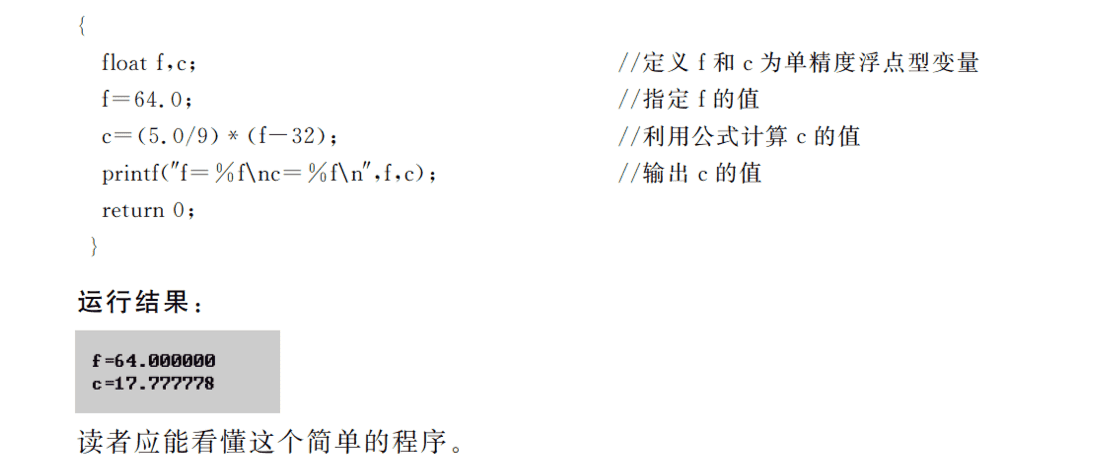 {
float f,c; //定义 f 和 c 为单精度浮点型变量
f=64.0; //指定 f 的值
c=(5.0/9)*(f-32); //利用公式计算 c 的值
printf("f=%f\nc=%f\n",f,c); //输出 c 的值
return 0;
}
运行结果：
f=64.000000
c=17.777778
读者应能看懂这个简单的程序。